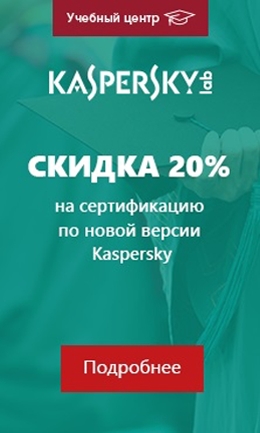 Учебный центр
KASPERSKY lab
СКИДКА 20%
на сертификацию
по новой версии
Kaspersky
Подробнее